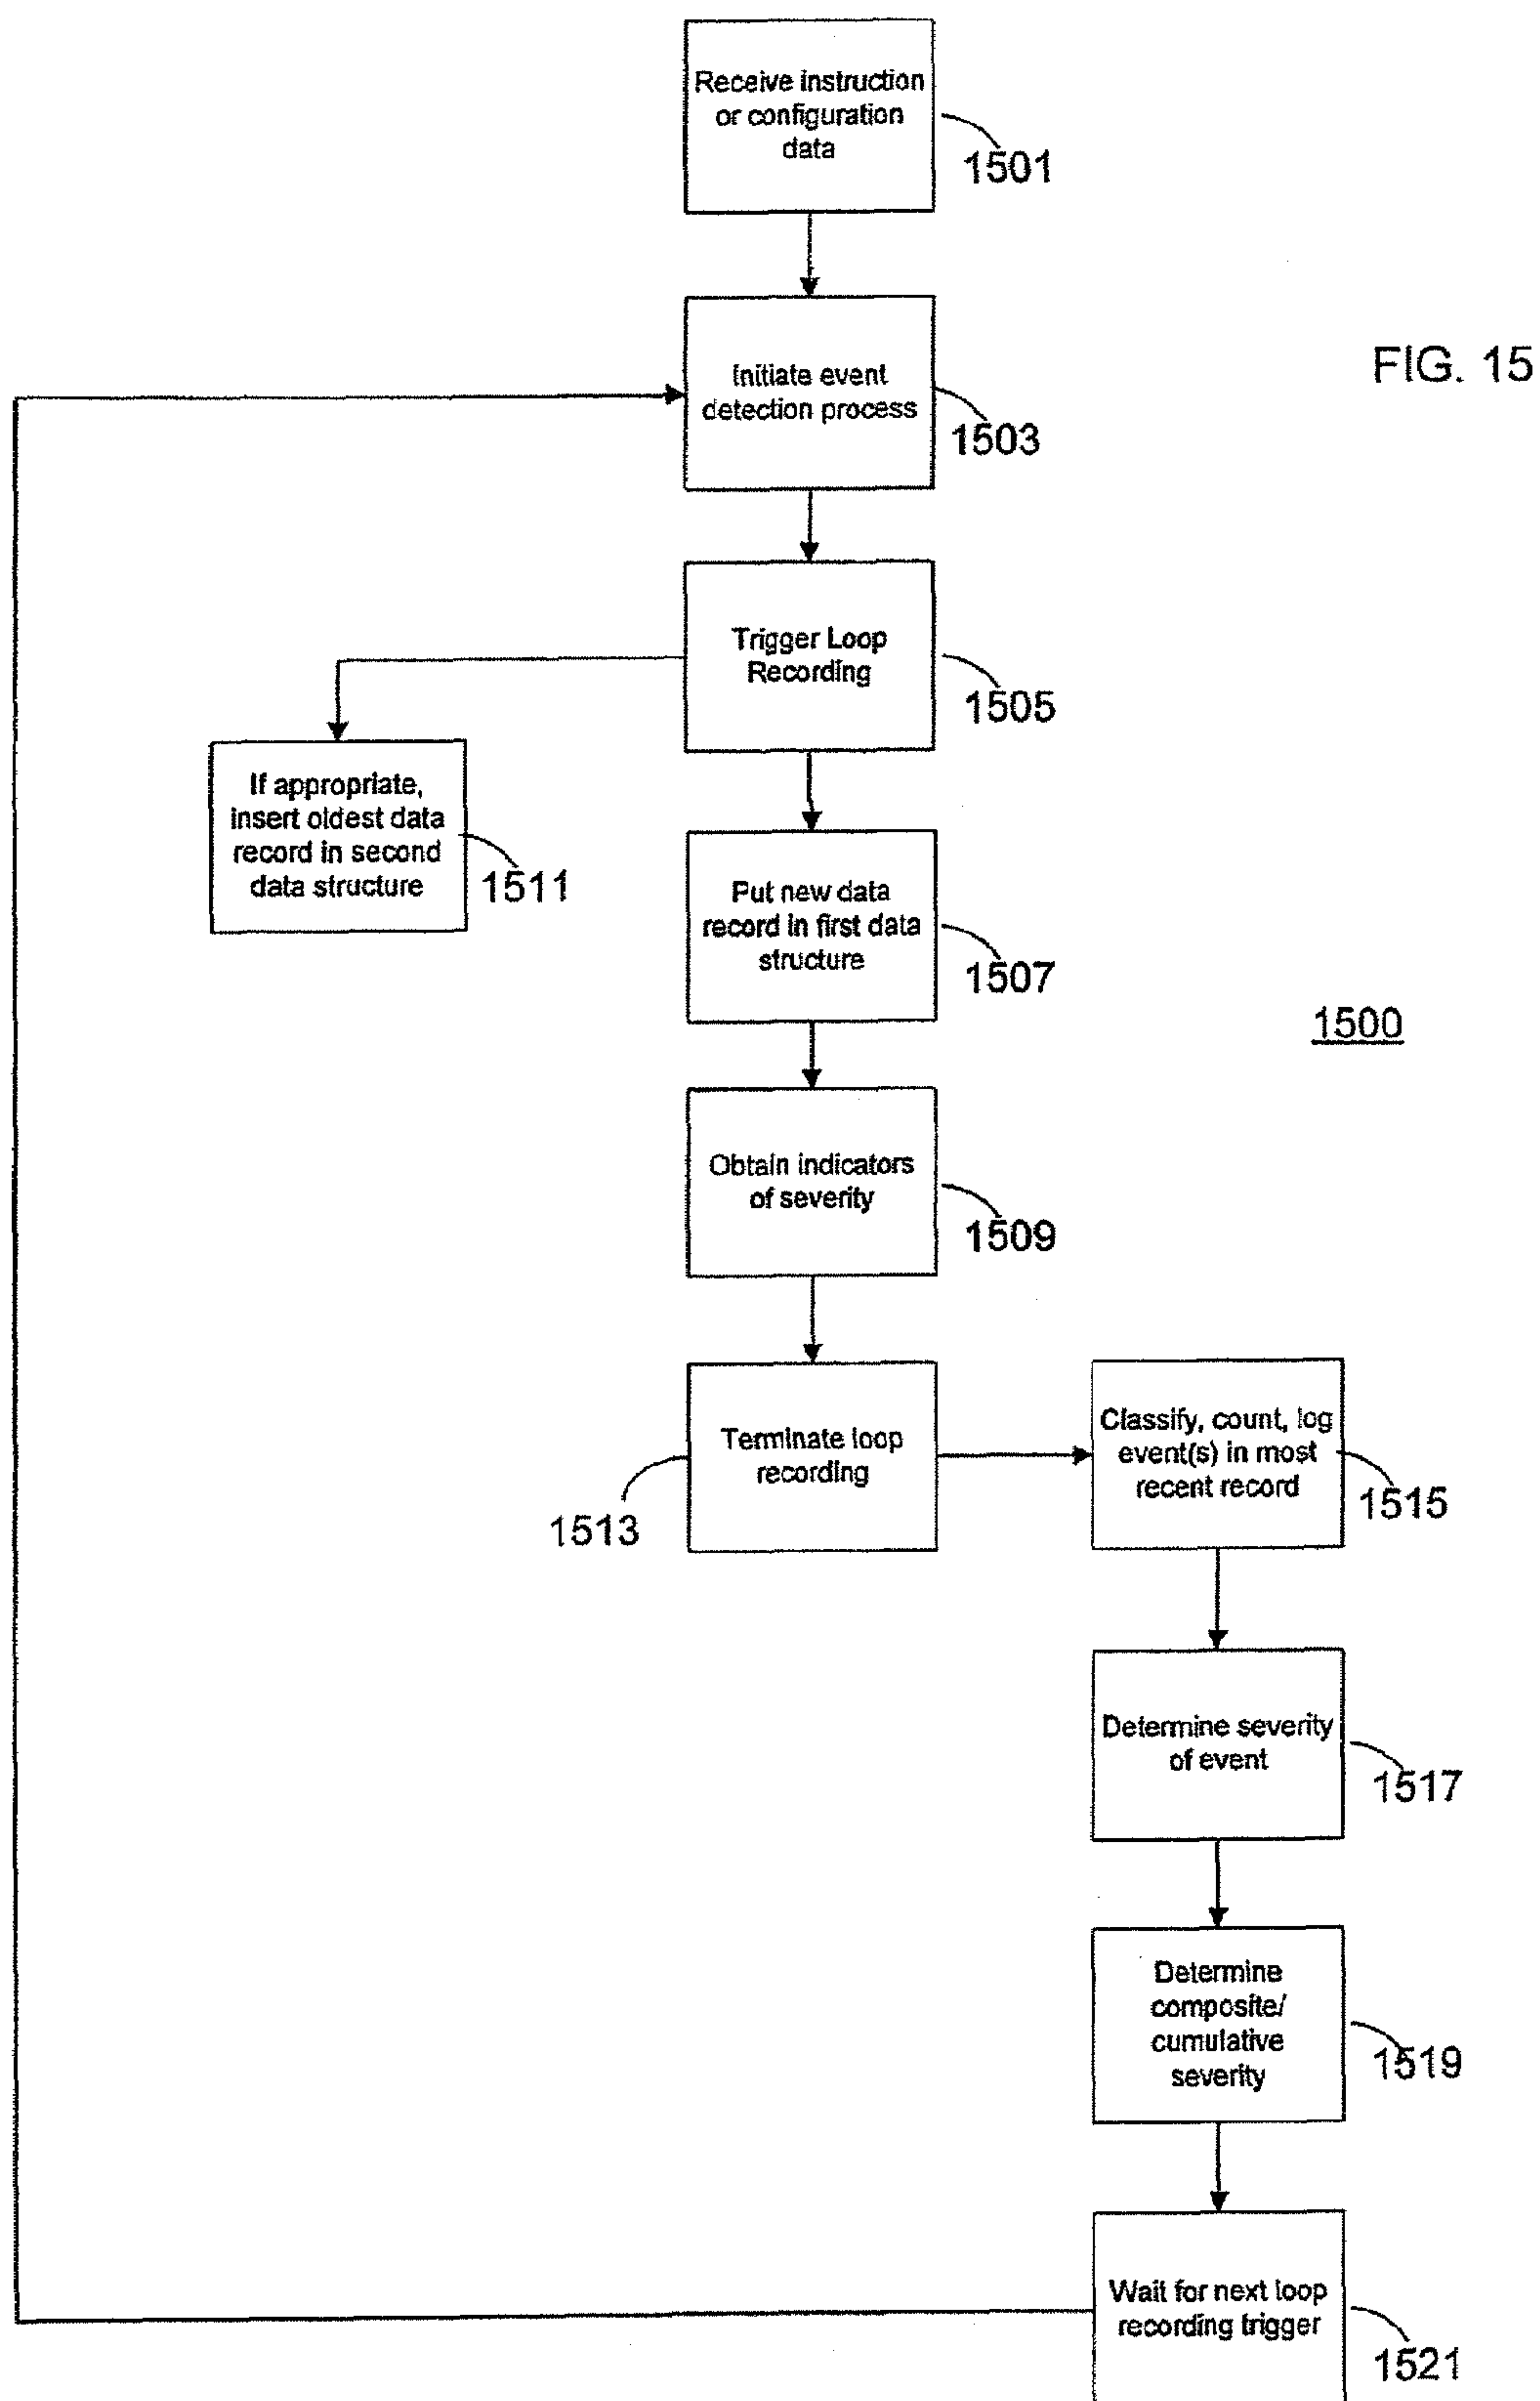 Receive instruction
or configuration
data
1501
FIG. 15
Initiate event
detection process
1503
Trigger Loop
Recording
1505
If appropriate,
insert oldest data
record in second
data structure
1511
Put new data
record in first data
structure
1507
1500
Obtain indicators
of severity
1509
Terminate loop
recording
1513
Classify, count, log
event(s) in most
recent record
1515
Determine severity
of event
1517
Determine
composite/
cumulative
severity
1519
Wait for next loop
recording trigger
1521